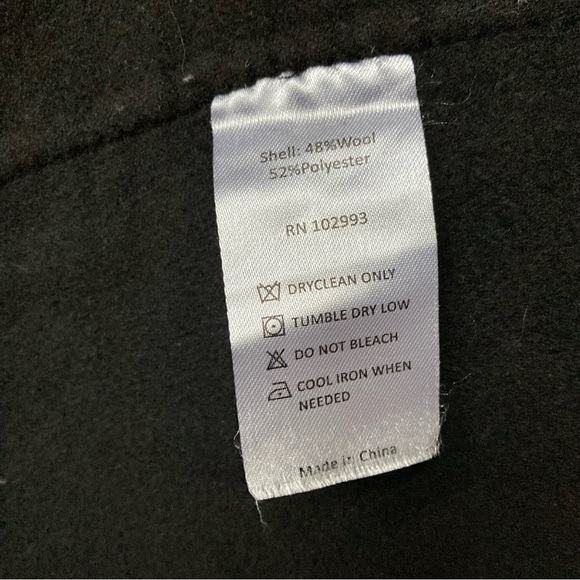 Shell: 48%Wool
52%Polyester
RN 102993
DRYCLEAN ONLY
TUMBLE DRY LOW
DO NOT BLEACH
COOL IRON WHEN
NEEDED
Made in China